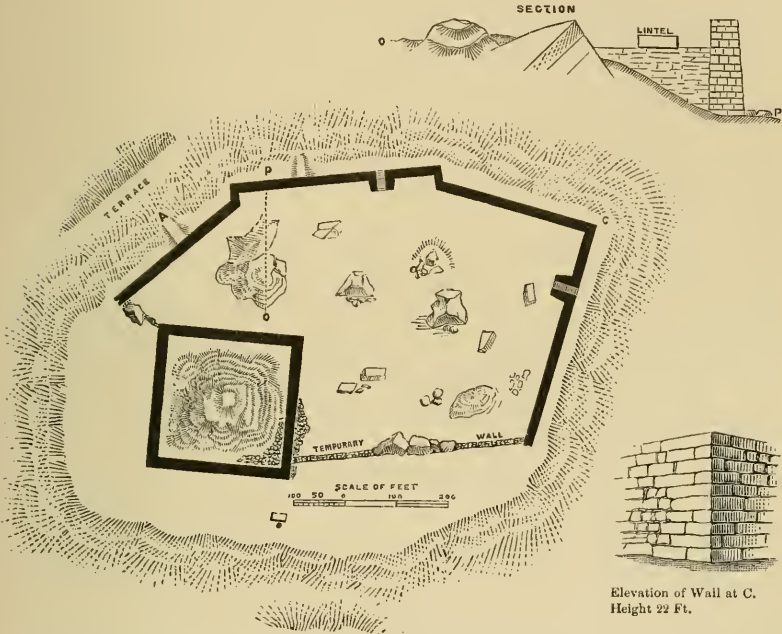 SECTION
O
LINTEL
P
TERRACE
A
P
C
O
TEMPURARY WALL
SCALE OF FEET
100 50 0 100 200
Elevation of Wall at C.
Height 22 Ft.